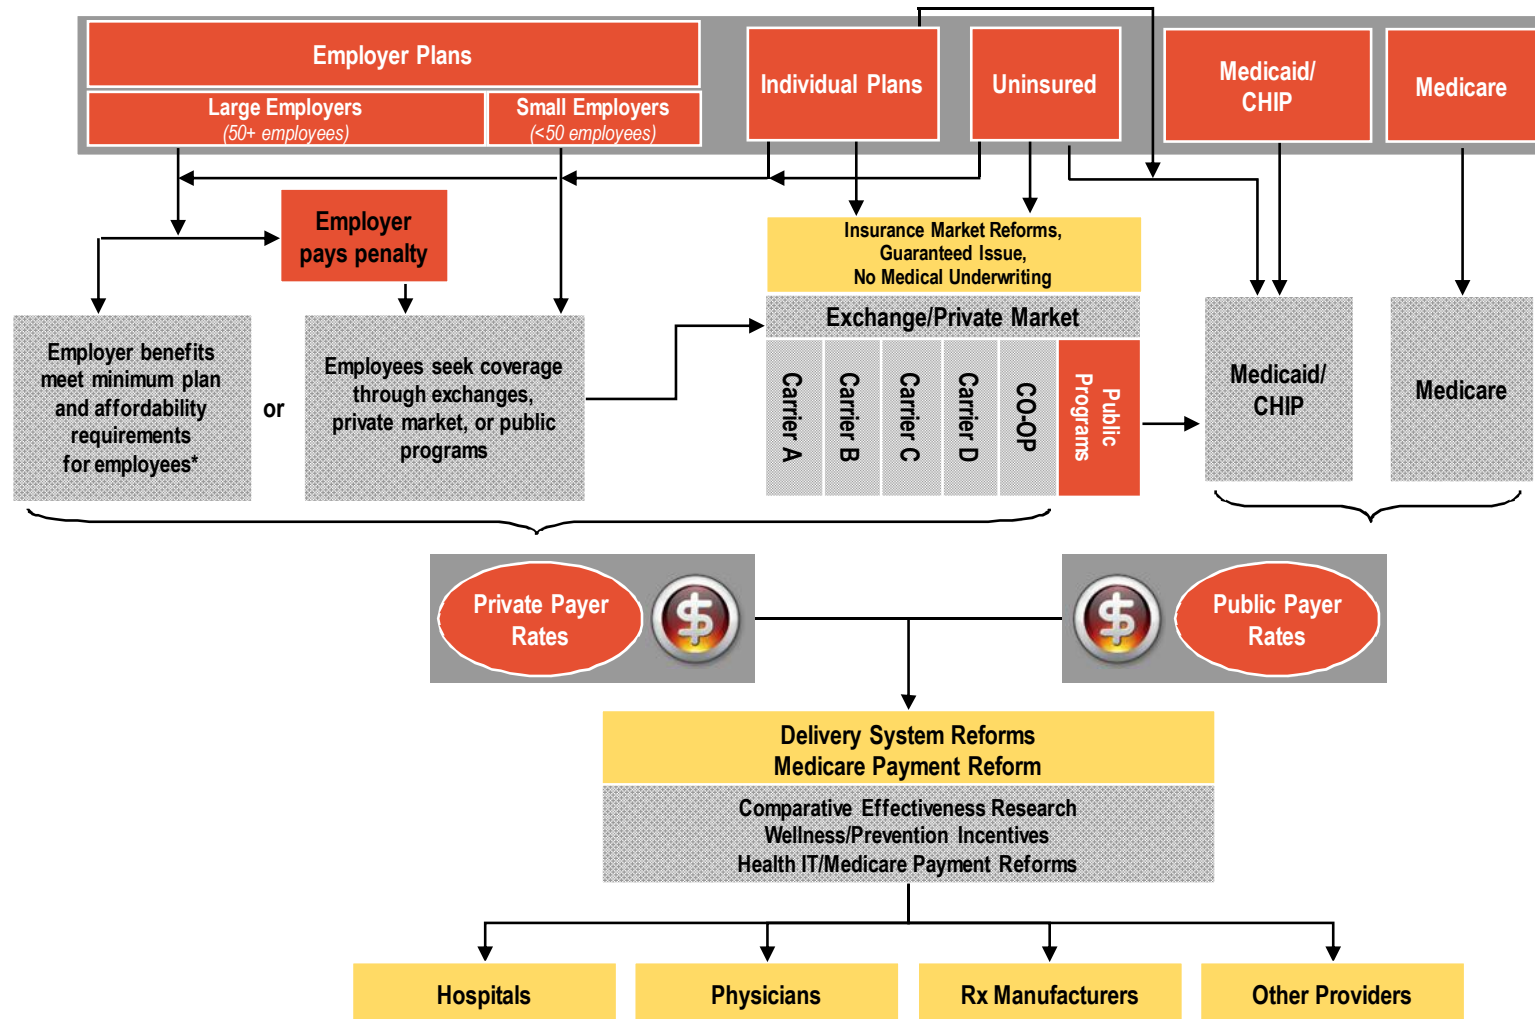 Employer Plans
Large Employers
(50+ employees)
Small Employers
(<50 employees)
Individual Plans
Uninsured
Medicaid/
CHIP
Medicare
Employer
pays penalty
Insurance Market Reforms,
Guaranteed Issue,
No Medical Underwriting
Employer benefits
meet minimum plan
and affordability
requirements
for employees*
or
Employees seek coverage
through exchanges,
private market, or public
programs
Exchange/Private Market
Carrier A
Carrier B
Carrier C
Carrier D
CO-OP
Public
Programs
Medicaid/
CHIP
Medicare
Private Payer
Rates
$
$
Public Payer
Rates
Delivery System Reforms
Medicare Payment Reform
Comparative Effectiveness Research
Wellness/Prevention Incentives
Health IT/Medicare Payment Reforms
Hospitals
Physicians
Rx Manufacturers
Other Providers